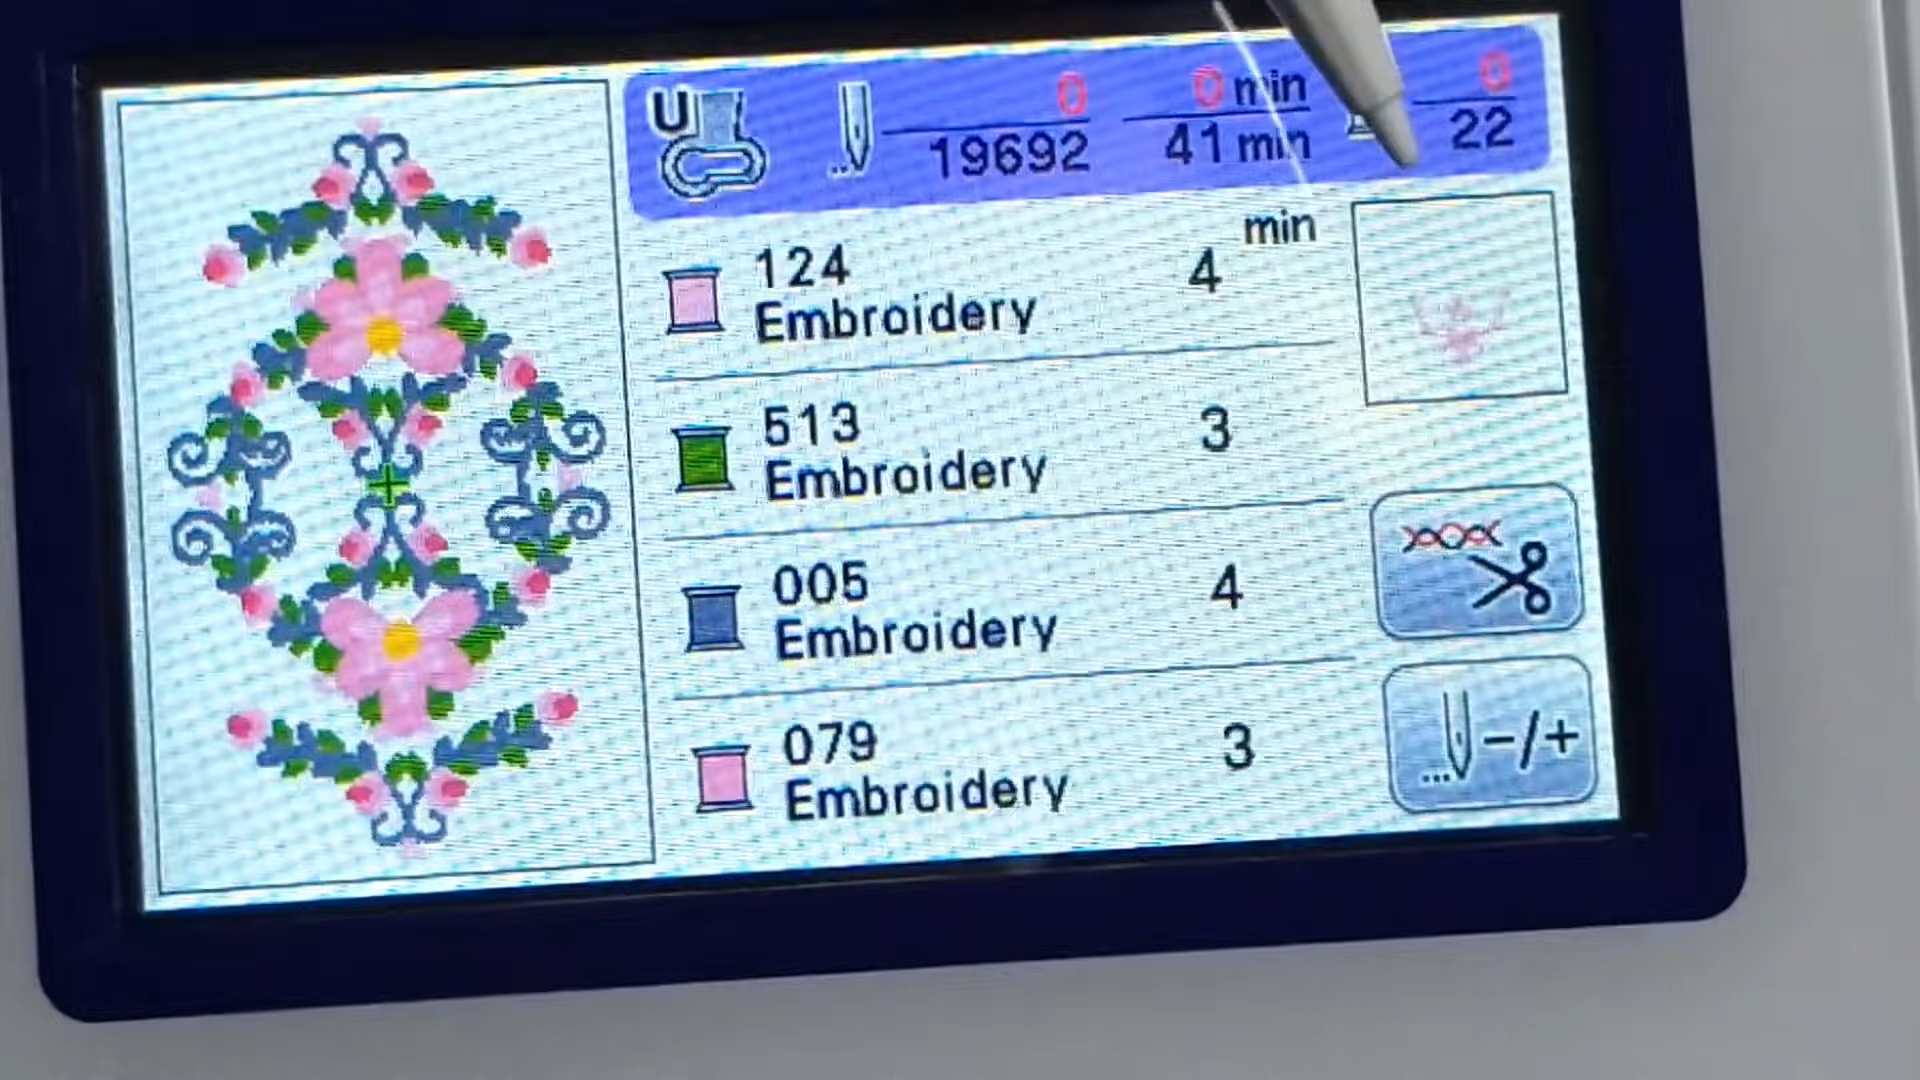 U 0 0 min 0
19692 41 min 22
min
124 4
Embroidery
513 3
Embroidery
005 4
Embroidery
079 3
Embroidery
-/+